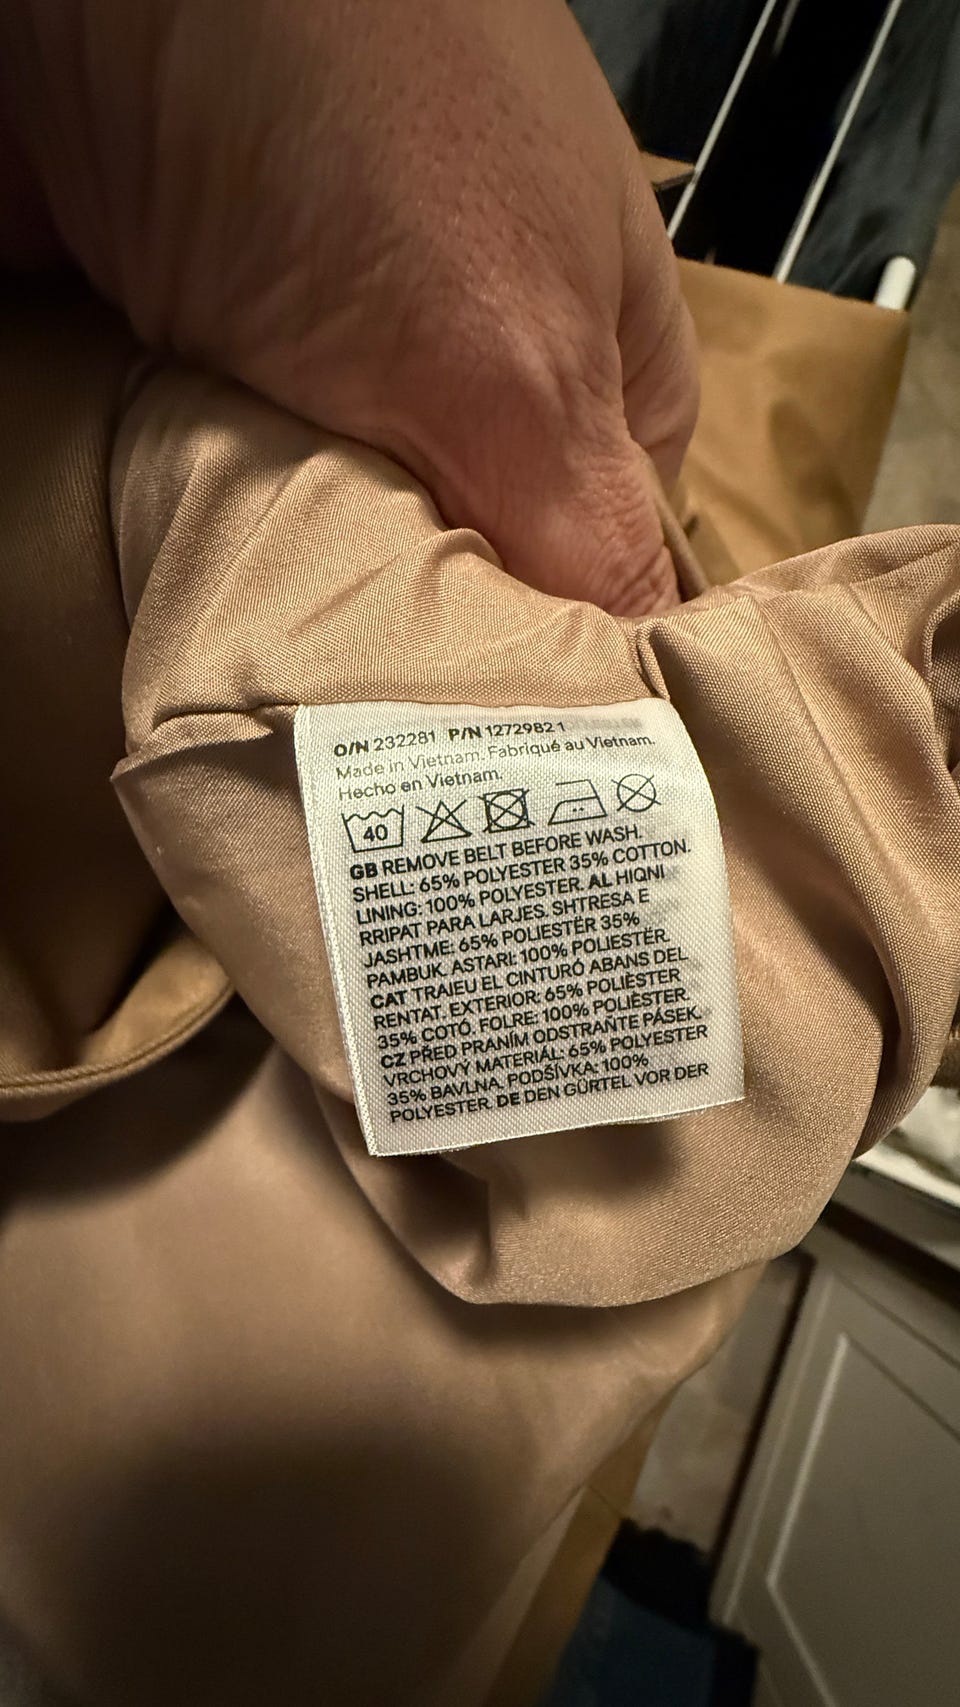 O/N 232281 P/N 1272982 1
Made in Vietnam. Fabriqué au Vietnam.
Hecho en Vietnam.
40
GB REMOVE BELT BEFORE WASH.
SHELL: 65% POLYESTER 35% COTTON.
LINING: 100% POLYESTER. AL HIQNI
RRIPAT PARA LARJES. SHTRESA E
JASHTME: 65% POLIESTËR 35%
PAMBUK. ASTARI: 100% POLIESTËR.
CAT TRAIEU EL CINTURÓ ABANS DEL
RENTAT. EXTERIOR: 65% POLIÈSTER
35% COTÓ. FOLRE: 100% POLIÈSTER.
CZ PŘED PRANÍM ODSTRAŇTE PÁSEK.
VRCHOVÝ MATERIÁL: 65% POLYESTER
35% BAVLNA. PODŠÍVKA: 100%
POLYESTER. DE DEN GÜRTEL VOR DER